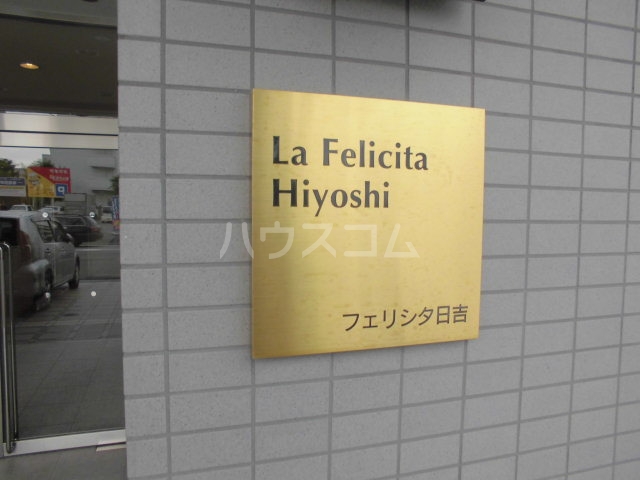 La Felicita
Hiyoshi
ハウスコム
フェリシタ日吉